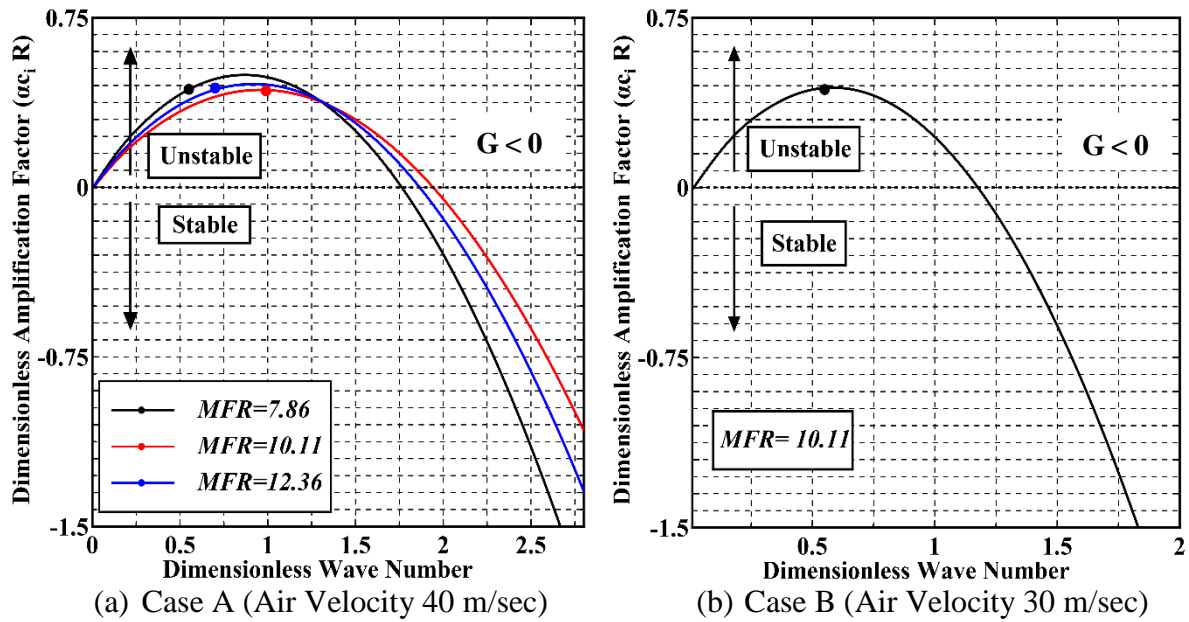 Dimensionless Amplification Factor (αcᵢ R)
0.75
0
-0.75
-1.5
Unstable
Stable
G < 0
MFR=7.86
MFR=10.11
MFR=12.36
0 0.5 1 1.5 2 2.5
Dimensionless Wave Number
(a) Case A (Air Velocity 40 m/sec)
Dimensionless Amplification Factor (αcᵢ R)
0.75
0
-0.75
-1.5
Unstable
Stable
G < 0
MFR= 10.11
0.5 1 1.5 2
Dimensionless Wave Number
(b) Case B (Air Velocity 30 m/sec)